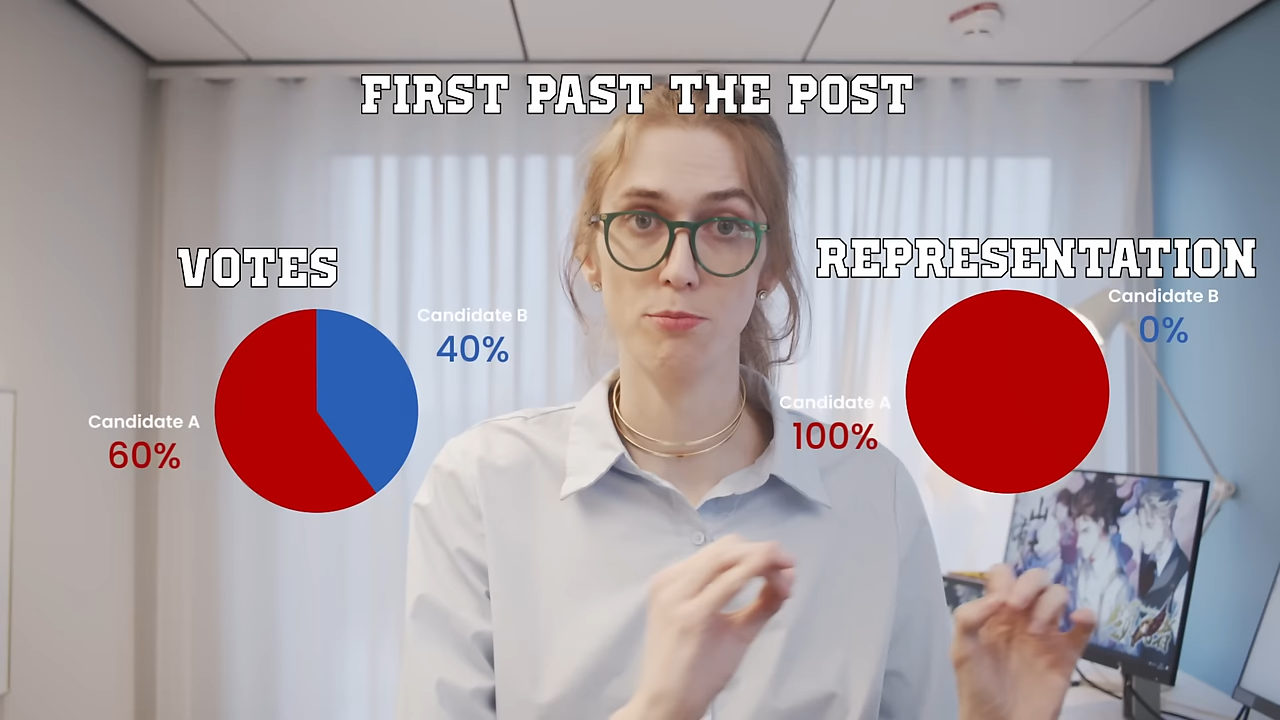 FIRST PAST THE POST
VOTES
Candidate B
40%
Candidate A
60%
REPRESENTATION
Candidate B
0%
Candidate A
100%